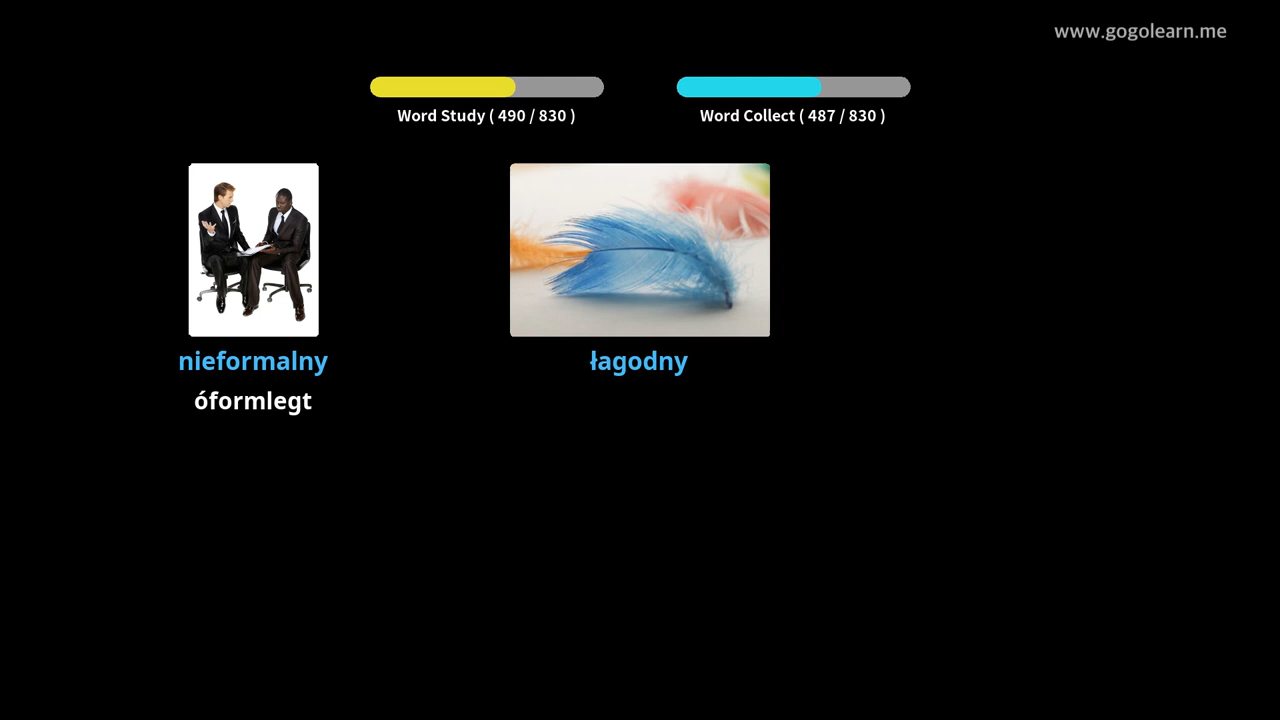 www.gogolearn.me
Word Study ( 490 / 830 )
Word Collect ( 487 / 830 )
nieformalny
óformlegt
łagodny